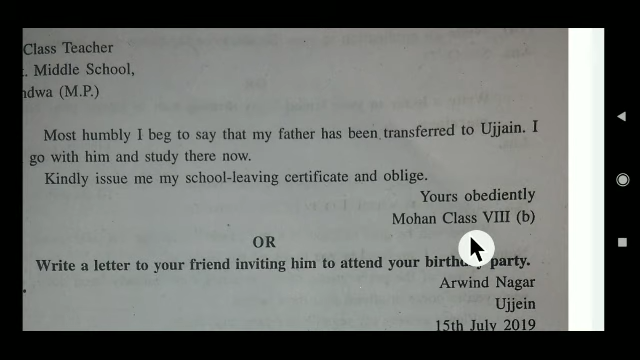 Class Teacher
. Middle School,
ndwa (M.P.)
Most humbly I beg to say that my father has been transferred to Ujjain. I
go with him and study there now.
Kindly issue me my school-leaving certificate and oblige.
Yours obediently
Mohan Class VIII (b)
OR
Write a letter to your friend inviting him to attend your birthday party.
Arwind Nagar
Ujjein
15th July 2019